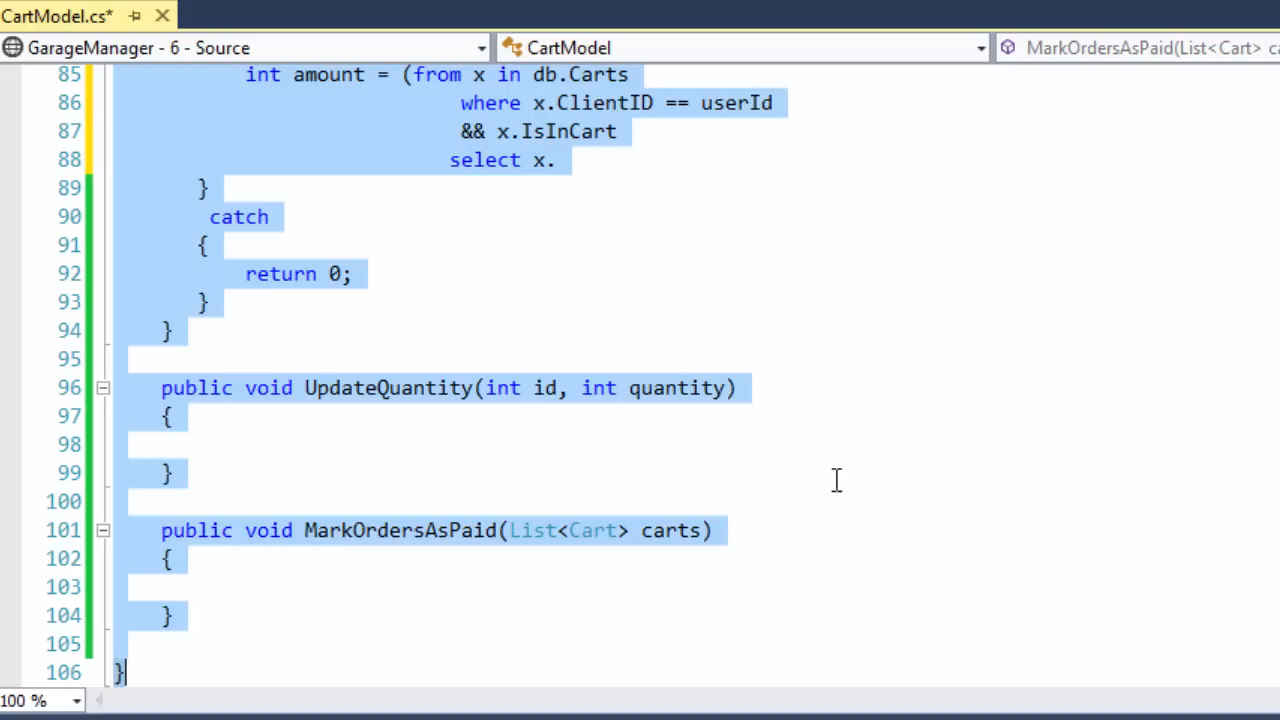 CartModel.cs*
GarageManager - 6 - Source CartModel MarkOrdersAsPaid(List<Cart> ca
85 int amount = (from x in db.Carts
86 where x.ClientID == userId
87 && x.IsInCart
88 select x.
89 }
90 catch
91 {
92 return 0;
93 }
94 }
95
96 public void UpdateQuantity(int id, int quantity)
97 {
98
99 }
100
101 public void MarkOrdersAsPaid(List<Cart> carts)
102 {
103
104 }
105
106 }
100 %